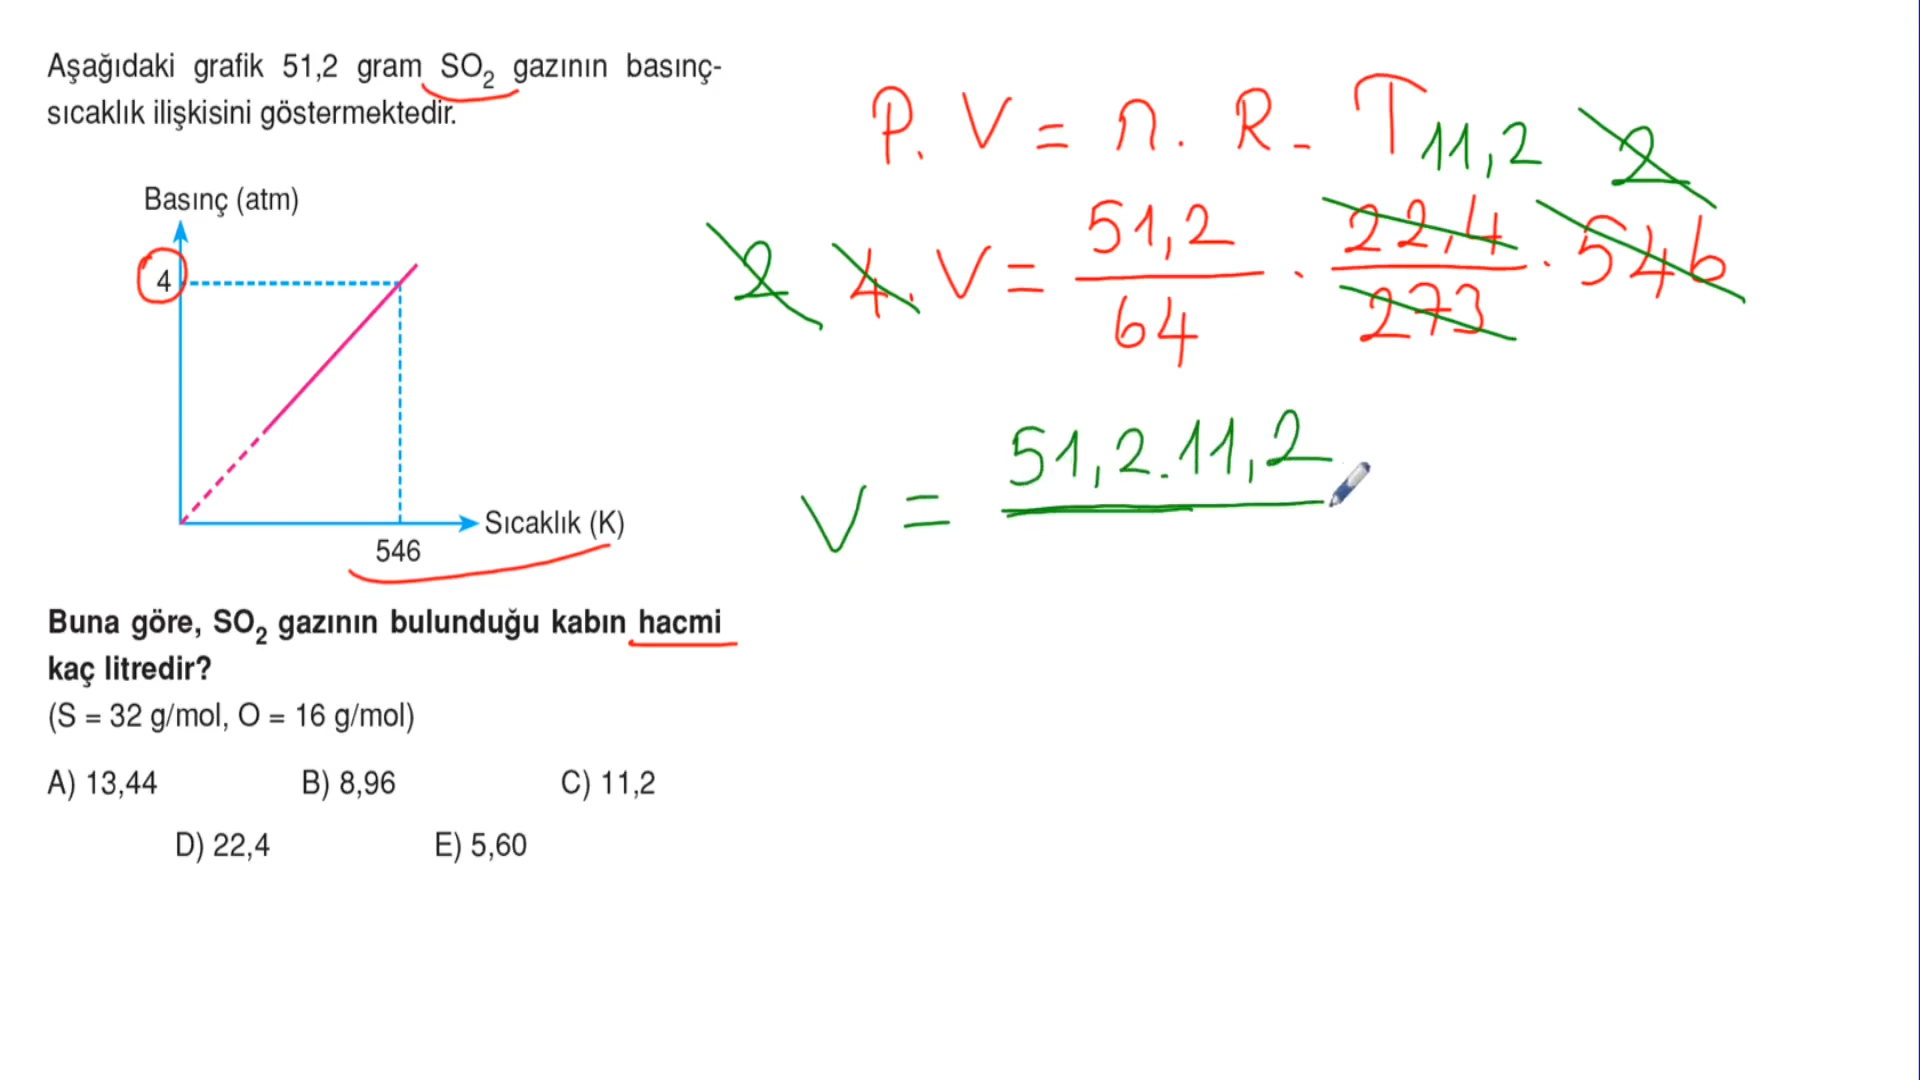 Aşağıdaki grafik 51,2 gram SO2 gazının basınç-
sıcaklık ilişkisini göstermektedir.
Basınç (atm)
4
Sıcaklık (K)
546
Buna göre, SO2 gazının bulunduğu kabın hacmi
kaç litredir?
(S = 32 g/mol, O = 16 g/mol)
A) 13,44 B) 8,96 C) 11,2
D) 22,4 E) 5,60
P. V = n. R. T
11,2 2
2 4. V = 51,2/64 . 22,4/273 . 546
V = 51,2.11,2